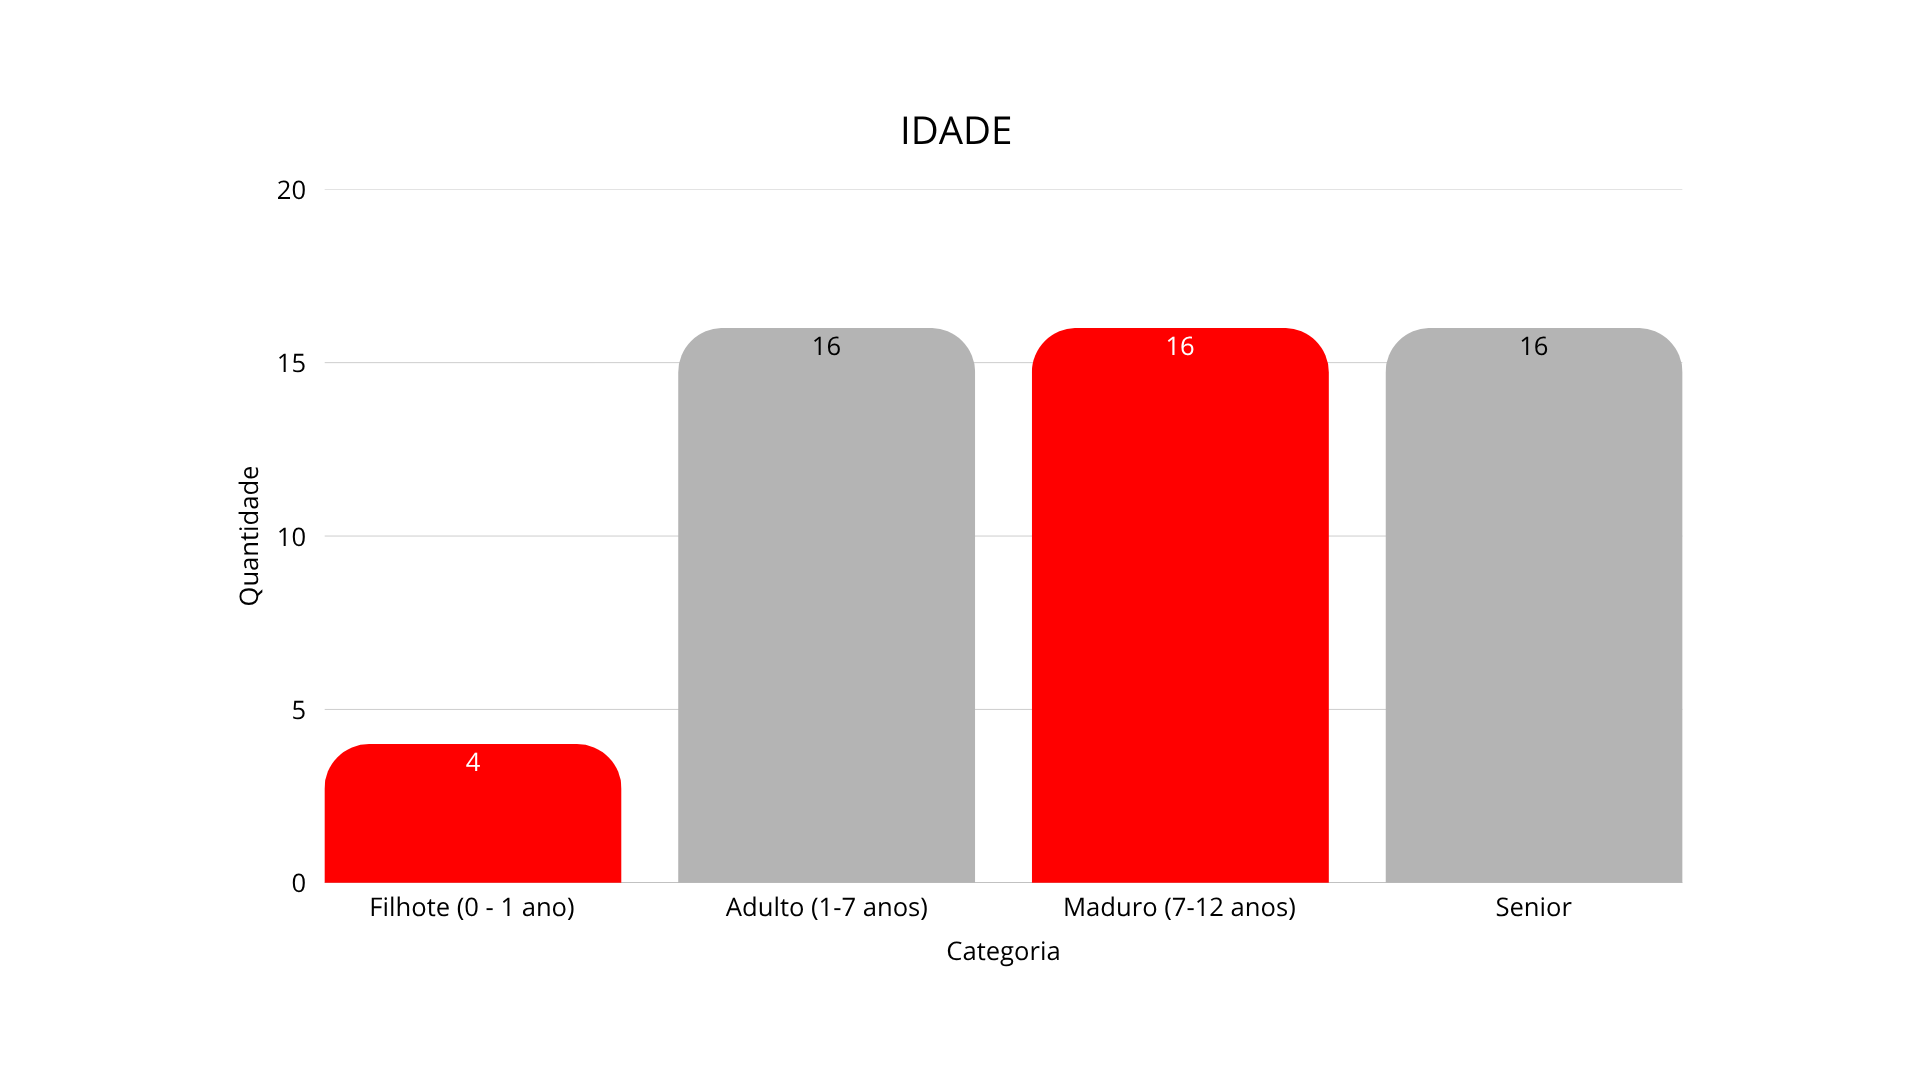 IDADE
20
15
10
5
0
Quantidade
4
16
16
16
Filhote (0 - 1 ano)
Adulto (1-7 anos)
Maduro (7-12 anos)
Senior
Categoria